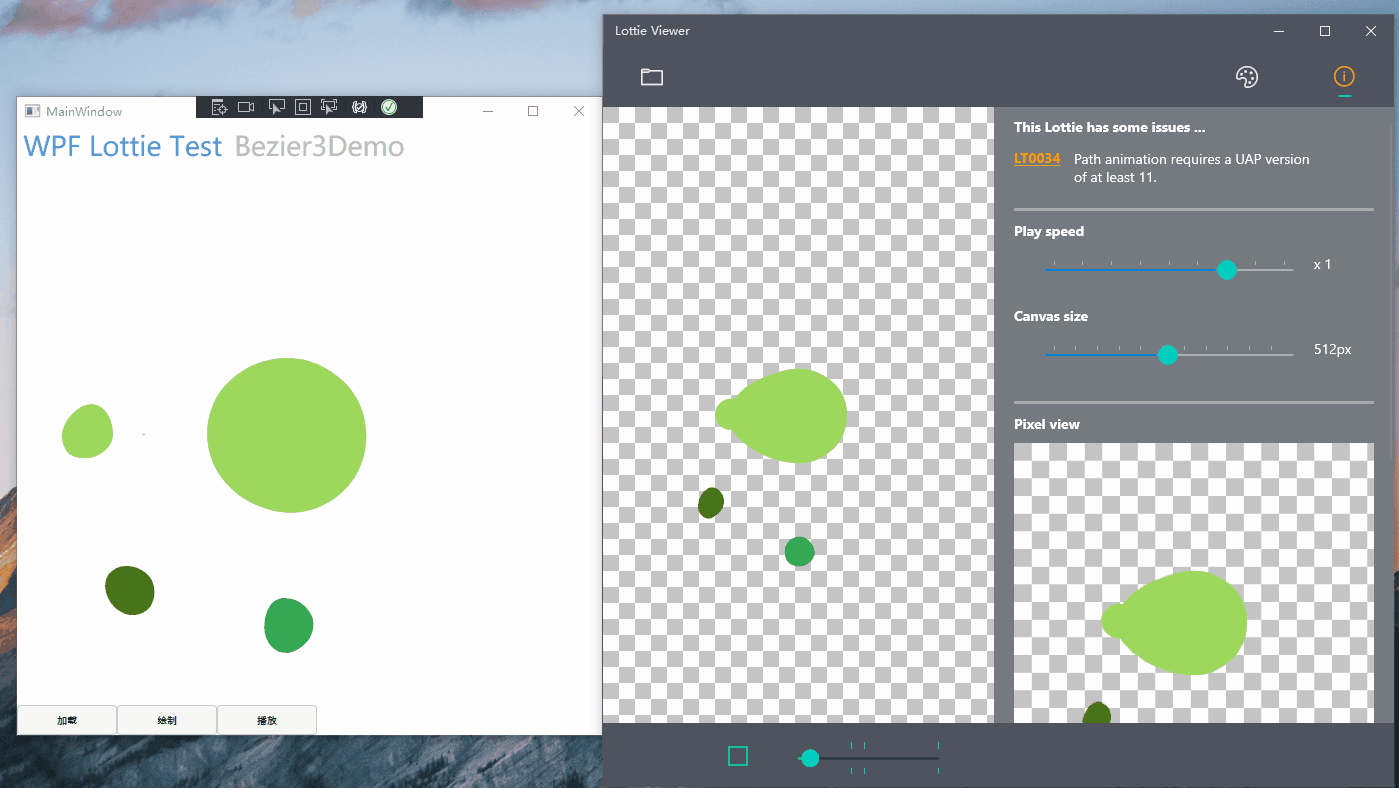 MainWindow
WPF Lottie Test Bezier3Demo
加载
绘制
播放
Lottie Viewer
This Lottie has some issues ...
LT0034 Path animation requires a UAP version
of at least 11.
Play speed
x 1
Canvas size
512px
Pixel view